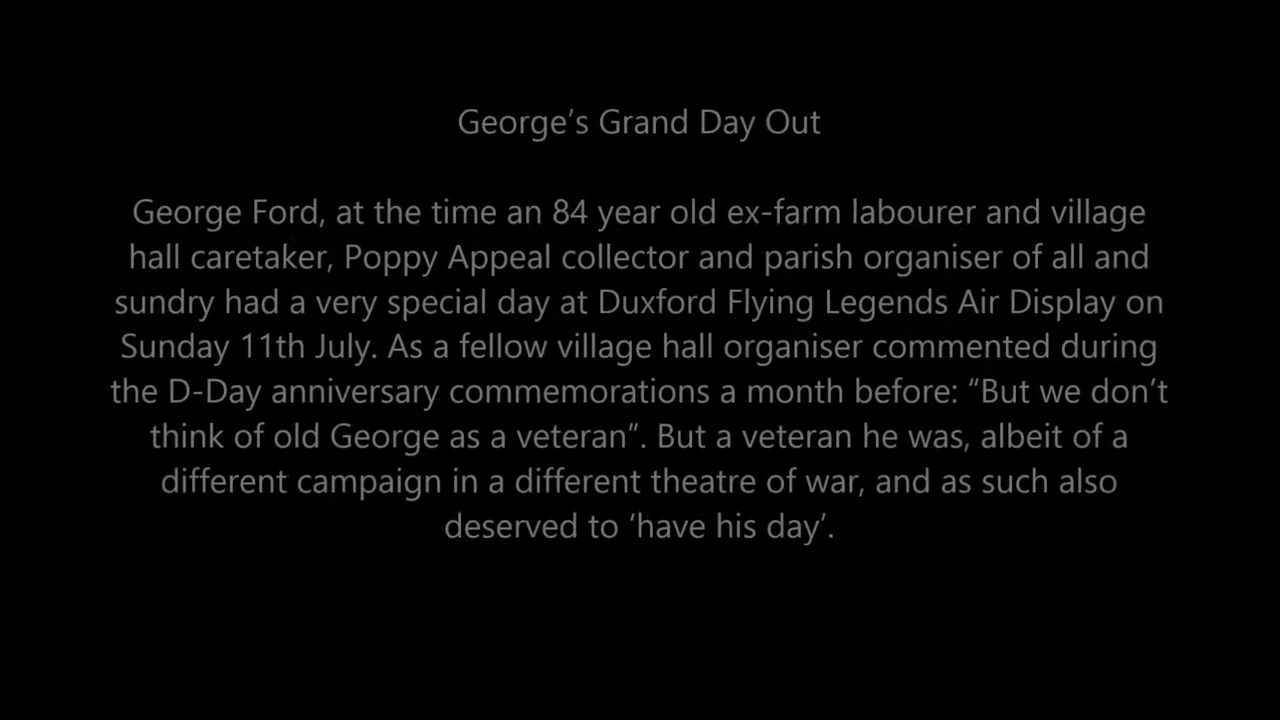 George’s Grand Day Out
George Ford, at the time an 84 year old ex-farm labourer and village
hall caretaker, Poppy Appeal collector and parish organiser of all and
sundry had a very special day at Duxford Flying Legends Air Display on
Sunday 11th July. As a fellow village hall organiser commented during
the D-Day anniversary commemorations a month before: “But we don’t
think of old George as a veteran”. But a veteran he was, albeit of a
different campaign in a different theatre of war, and as such also
deserved to ‘have his day’.